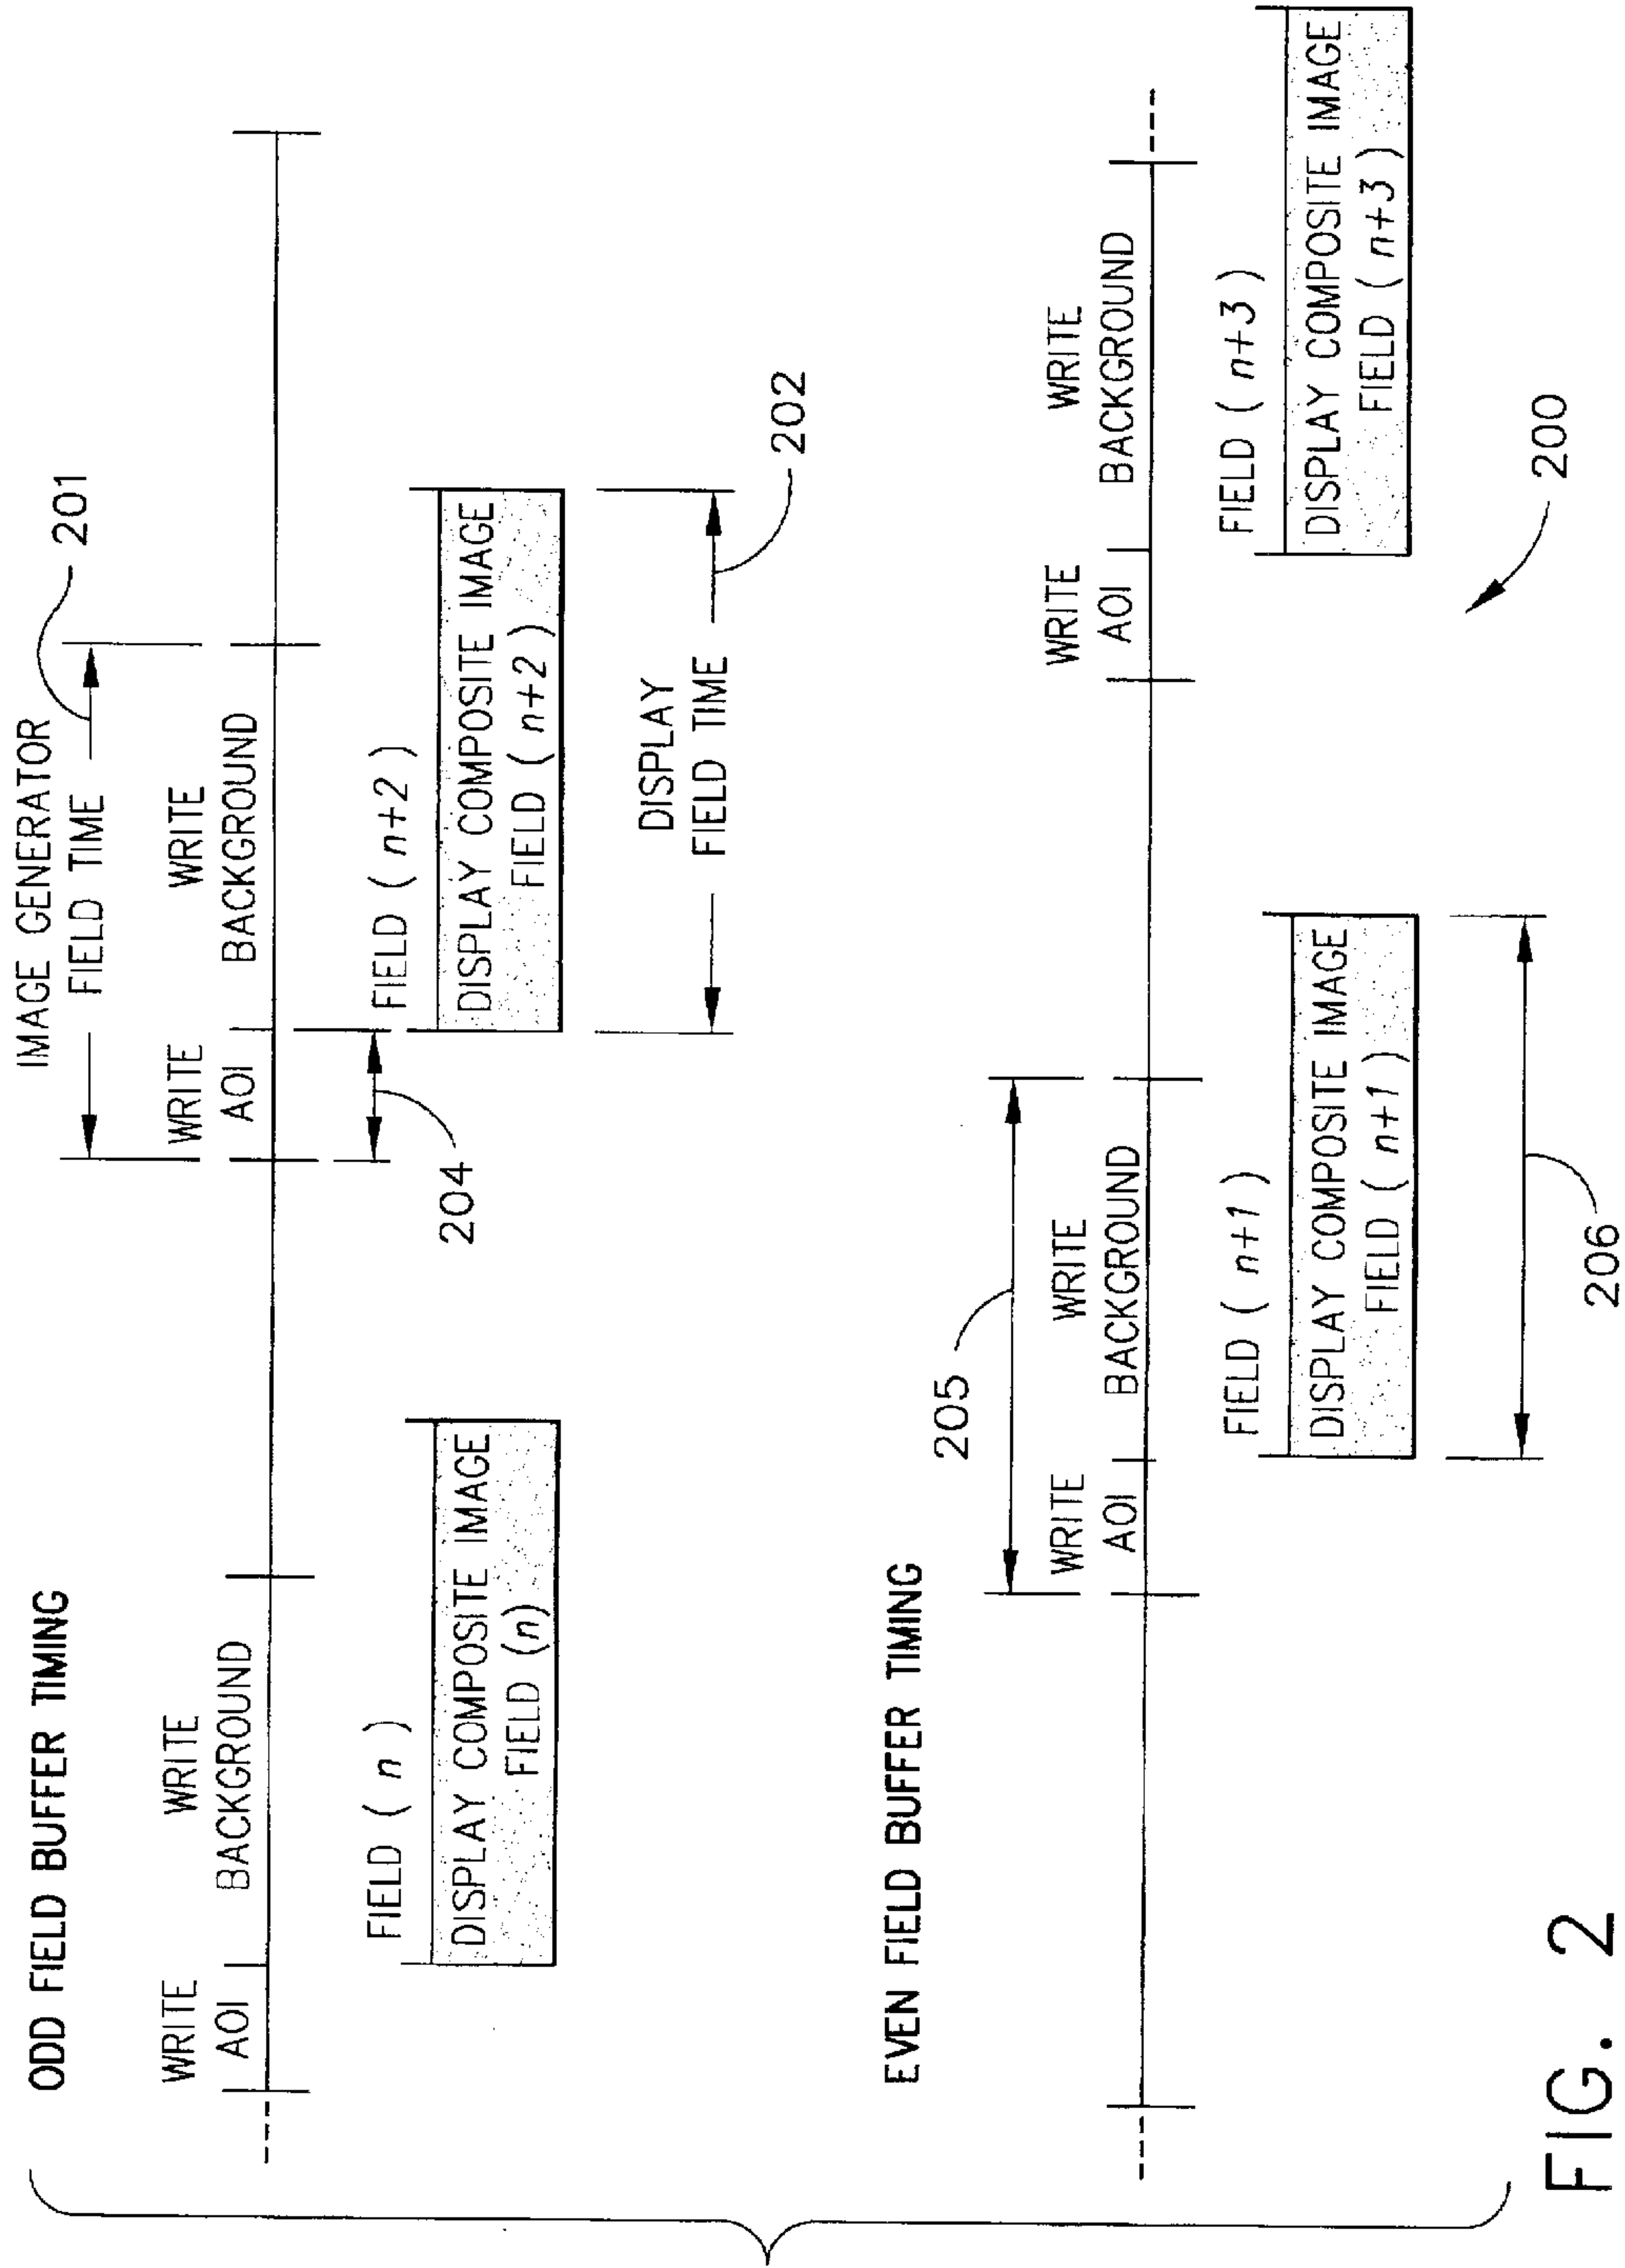 ODD FIELD BUFFER TIMING
IMAGE GENERATOR
FIELD TIME
201
WRITE
AOI
WRITE
BACKGROUND
WRITE
AOI
WRITE
BACKGROUND
FIELD ( n )
DISPLAY COMPOSITE IMAGE
FIELD (n)
204
FIELD ( n+2 )
DISPLAY COMPOSITE IMAGE
FIELD ( n+2 )
DISPLAY
FIELD TIME
202
EVEN FIELD BUFFER TIMING
205
WRITE
AOI
WRITE
BACKGROUND
WRITE
AOI
WRITE
BACKGROUND
FIELD ( n+1 )
DISPLAY COMPOSITE IMAGE
FIELD ( n+1 )
206
FIELD ( n+3 )
DISPLAY COMPOSITE IMAGE
FIELD ( n+3 )
200
FIG. 2